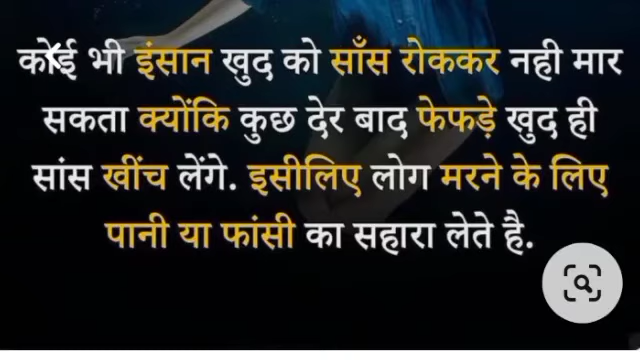 कोई भी इंसान खुद को साँस रोककर नही मार
सकता क्योंकि कुछ देर बाद फेफड़े खुद ही
सांस खींच लेंगे. इसीलिए लोग मरने के लिए
पानी या फांसी का सहारा लेते है.